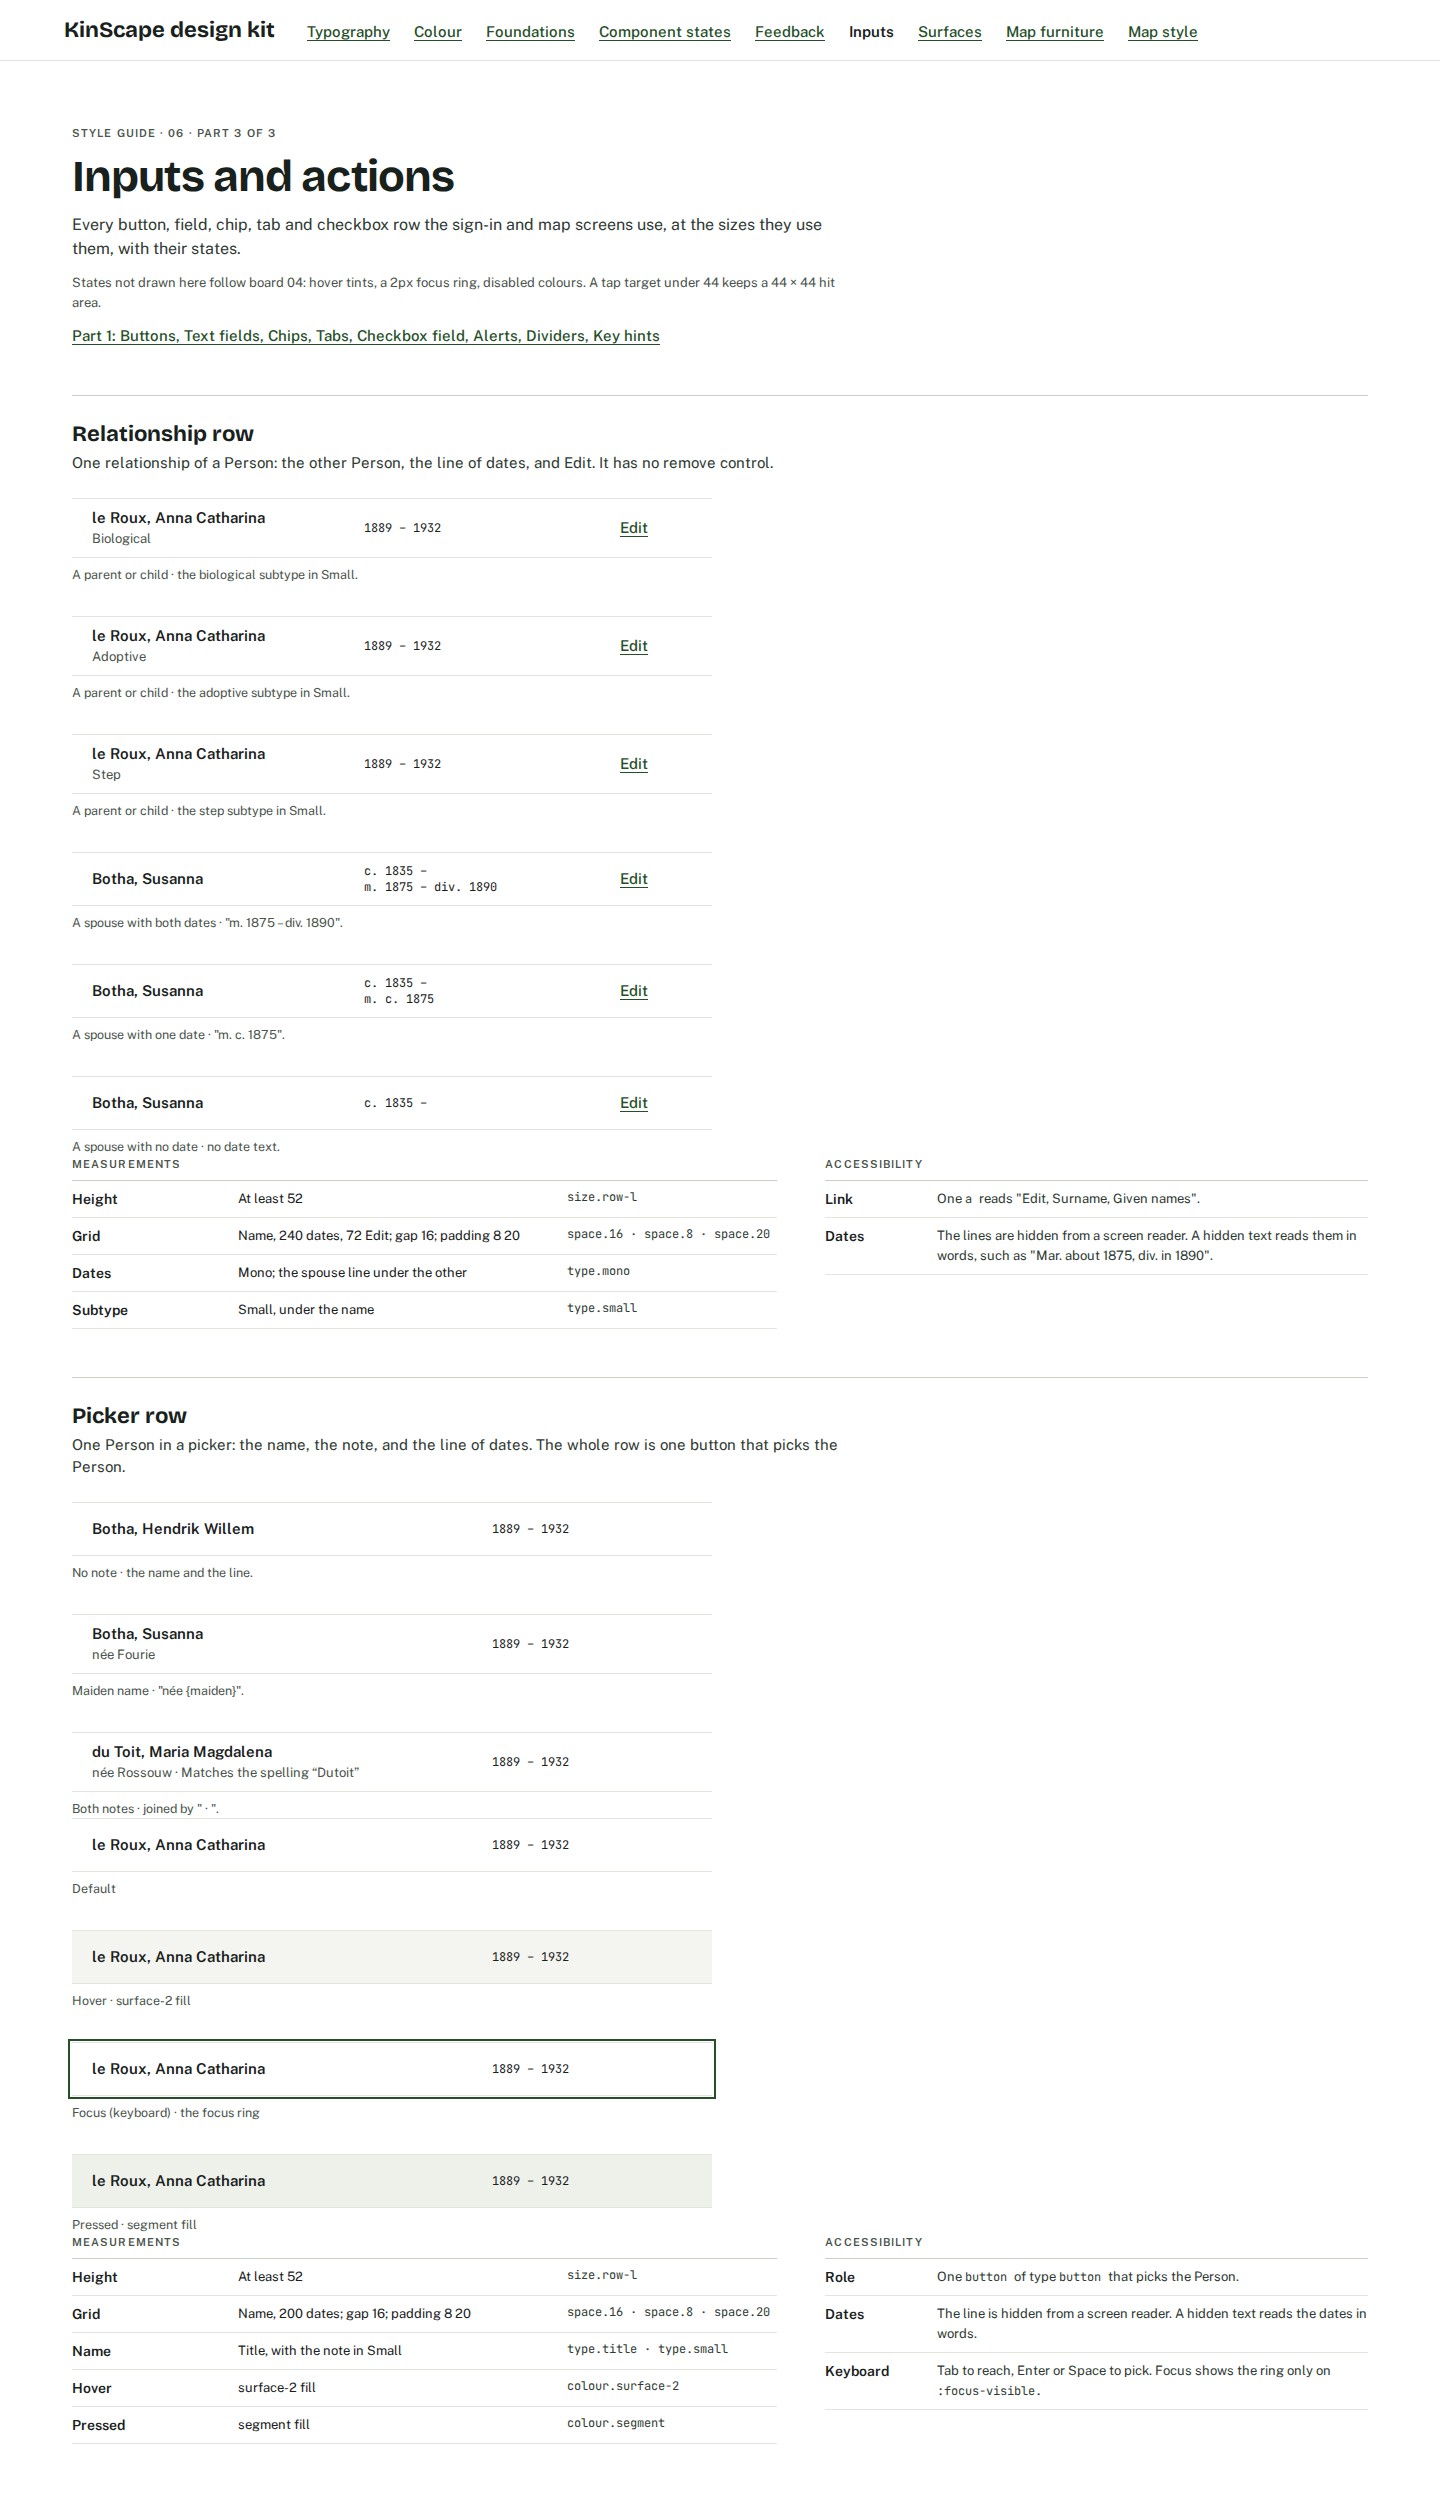 KinScape design kit Typography Colour Foundations Component states Feedback Inputs Surfaces Map furniture Map style
STYLE GUIDE · 06 · PART 3 OF 3
Inputs and actions
Every button, field, chip, tab and checkbox row the sign-in and map screens use, at the sizes they use
them, with their states.
States not drawn here follow board 04: hover tints, a 2px focus ring, disabled colours. A tap target under 44 keeps a 44 × 44 hit
area.
Part 1: Buttons, Text fields, Chips, Tabs, Checkbox field, Alerts, Dividers, Key hints
Relationship row
One relationship of a Person: the other Person, the line of dates, and Edit. It has no remove control.
le Roux, Anna Catharina 1889 – 1932 Edit
Biological
A parent or child · the biological subtype in Small.
le Roux, Anna Catharina 1889 – 1932 Edit
Adoptive
A parent or child · the adoptive subtype in Small.
le Roux, Anna Catharina 1889 – 1932 Edit
Step
A parent or child · the step subtype in Small.
Botha, Susanna c. 1835 – Edit
m. 1875 – div. 1890
A spouse with both dates · "m. 1875 – div. 1890".
Botha, Susanna c. 1835 – Edit
m. c. 1875
A spouse with one date · "m. c. 1875".
Botha, Susanna c. 1835 – Edit
A spouse with no date · no date text.
MEASUREMENTS
Height At least 52 size.row-l
Grid Name, 240 dates, 72 Edit; gap 16; padding 8 20 space.16 · space.8 · space.20
Dates Mono; the spouse line under the other type.mono
Subtype Small, under the name type.small
ACCESSIBILITY
Link One a reads "Edit, Surname, Given names".
Dates The lines are hidden from a screen reader. A hidden text reads them in
words, such as "Mar. about 1875, div. in 1890".
Picker row
One Person in a picker: the name, the note, and the line of dates. The whole row is one button that picks the
Person.
Botha, Hendrik Willem 1889 – 1932
No note · the name and the line.
Botha, Susanna 1889 – 1932
née Fourie
Maiden name · "née {maiden}".
du Toit, Maria Magdalena 1889 – 1932
née Rossouw · Matches the spelling “Dutoit”
Both notes · joined by " · ".
le Roux, Anna Catharina 1889 – 1932
Default
le Roux, Anna Catharina 1889 – 1932
Hover · surface-2 fill
le Roux, Anna Catharina 1889 – 1932
Focus (keyboard) · the focus ring
le Roux, Anna Catharina 1889 – 1932
Pressed · segment fill
MEASUREMENTS
Height At least 52 size.row-l
Grid Name, 200 dates; gap 16; padding 8 20 space.16 · space.8 · space.20
Name Title, with the note in Small type.title · type.small
Hover surface-2 fill colour.surface-2
Pressed segment fill colour.segment
ACCESSIBILITY
Role One button of type button that picks the Person.
Dates The line is hidden from a screen reader. A hidden text reads the dates in
words.
Keyboard Tab to reach, Enter or Space to pick. Focus shows the ring only on
:focus-visible.